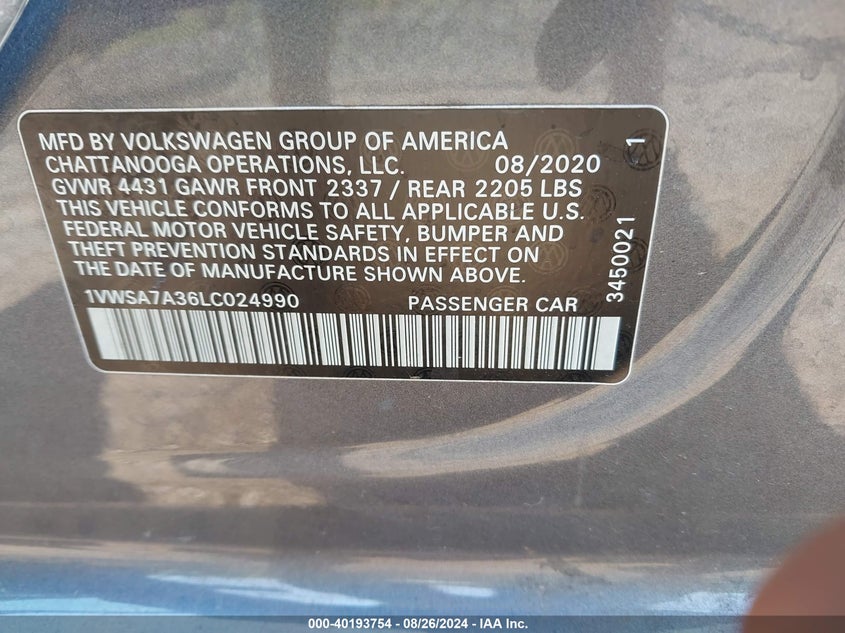 MFD BY VOLKSWAGEN GROUP OF AMERICA
CHATTANOOGA OPERATIONS, LLC. 08/2020
GVWR 4431 GAWR FRONT 2337 / REAR 2205 LBS
THIS VEHICLE CONFORMS TO ALL APPLICABLE U.S.
FEDERAL MOTOR VEHICLE SAFETY, BUMPER AND
THEFT PREVENTION STANDARDS IN EFFECT ON
THE DATE OF MANUFACTURE SHOWN ABOVE.
1VWSA7A36LC024990 PASSENGER CAR
3450021 1
000-40193754 - 08/26/2024 - IAA Inc.